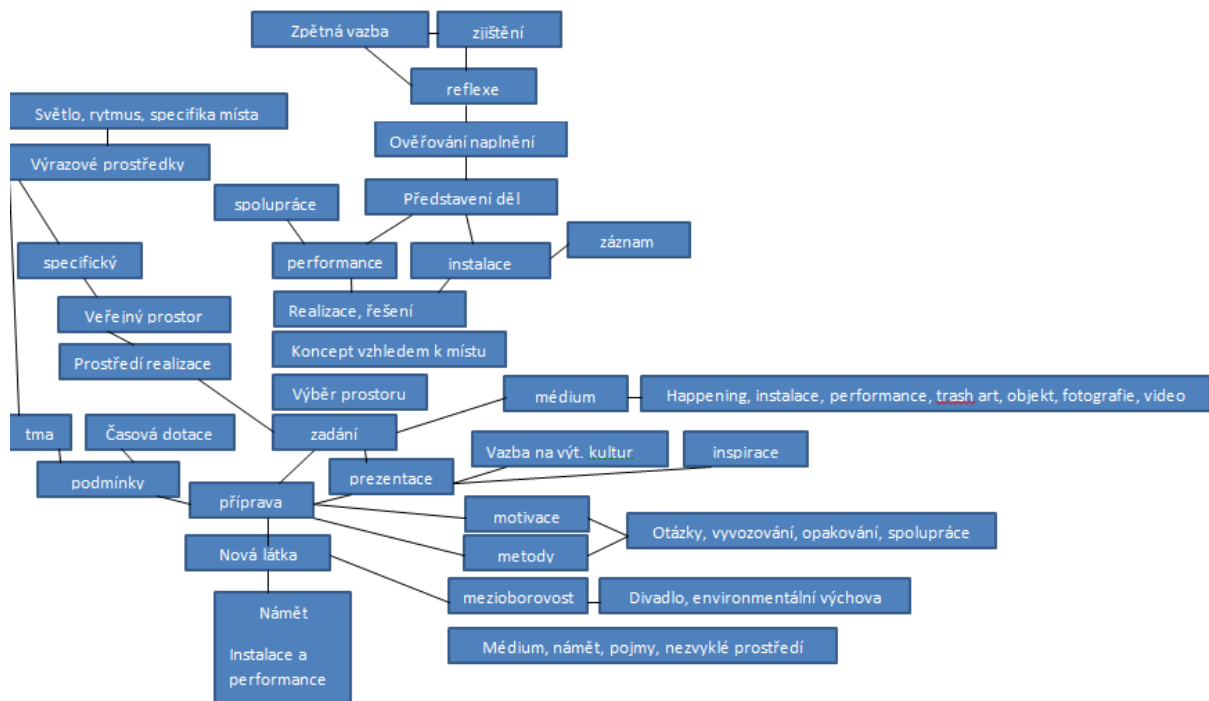 Zpětná vazba
zjištění
reflexe
Světlo, rytmus, specifika místa
Ověřování naplnění
Výrazové prostředky
Představení děl
spolupráce
záznam
specifický
performance
instalace
Veřejný prostor
Realizace, řešení
Koncept vzhledem k místu
Prostředí realizace
Výběr prostoru
médium
Happening, instalace, performance, trash art, objekt, fotografie, video
tma
Časová dotace
zadání
Vazba na výt. kultur
inspirace
podmínky
prezentace
příprava
motivace
Otázky, vyvozování, opakování, spolupráce
Nová látka
metody
mezioborovost
Divadlo, environmentální výchova
Námět
Instalace a
performance
Médium, námět, pojmy, nezvyklé prostředí